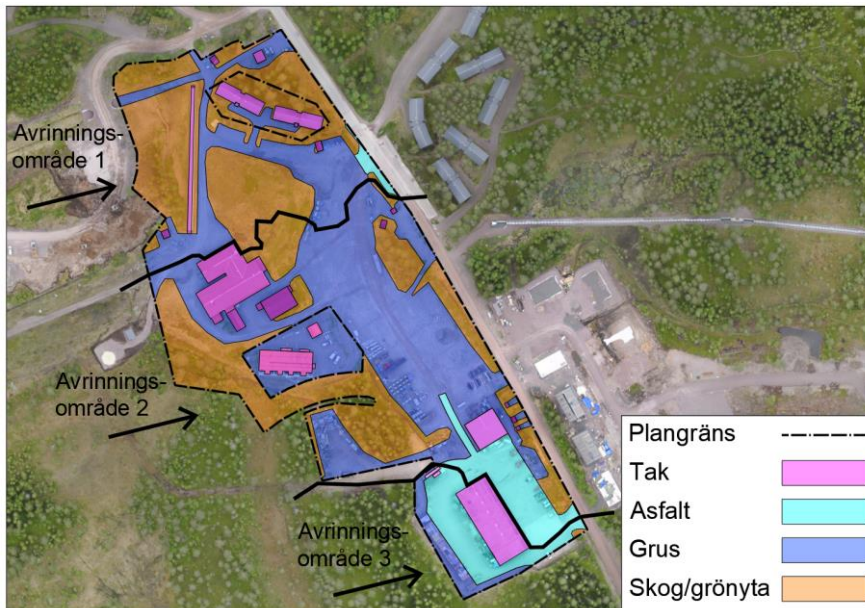 Avrinnings-
område 1
Avrinnings-
område 2
Avrinnings-
område 3
Plangräns
Tak
Asfalt
Grus
Skog/grönyta